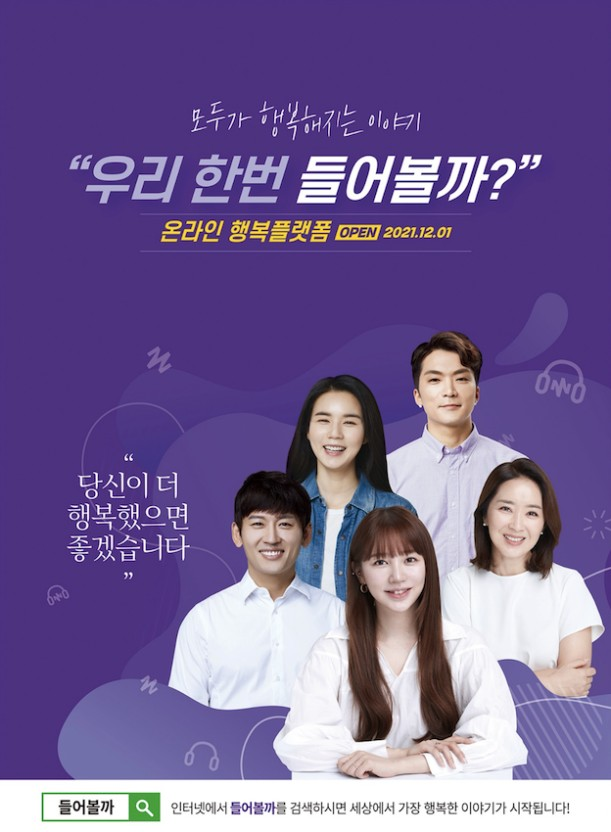 모두가 행복해지는 이야기
“우리 한번 들어볼까?”
온라인 행복플랫폼 OPEN 2021.12.01
“
당신이 더
행복했으면
좋겠습니다
”
들어볼까 인터넷에서 들어볼까를 검색하시면 세상에서 가장 행복한 이야기가 시작됩니다!